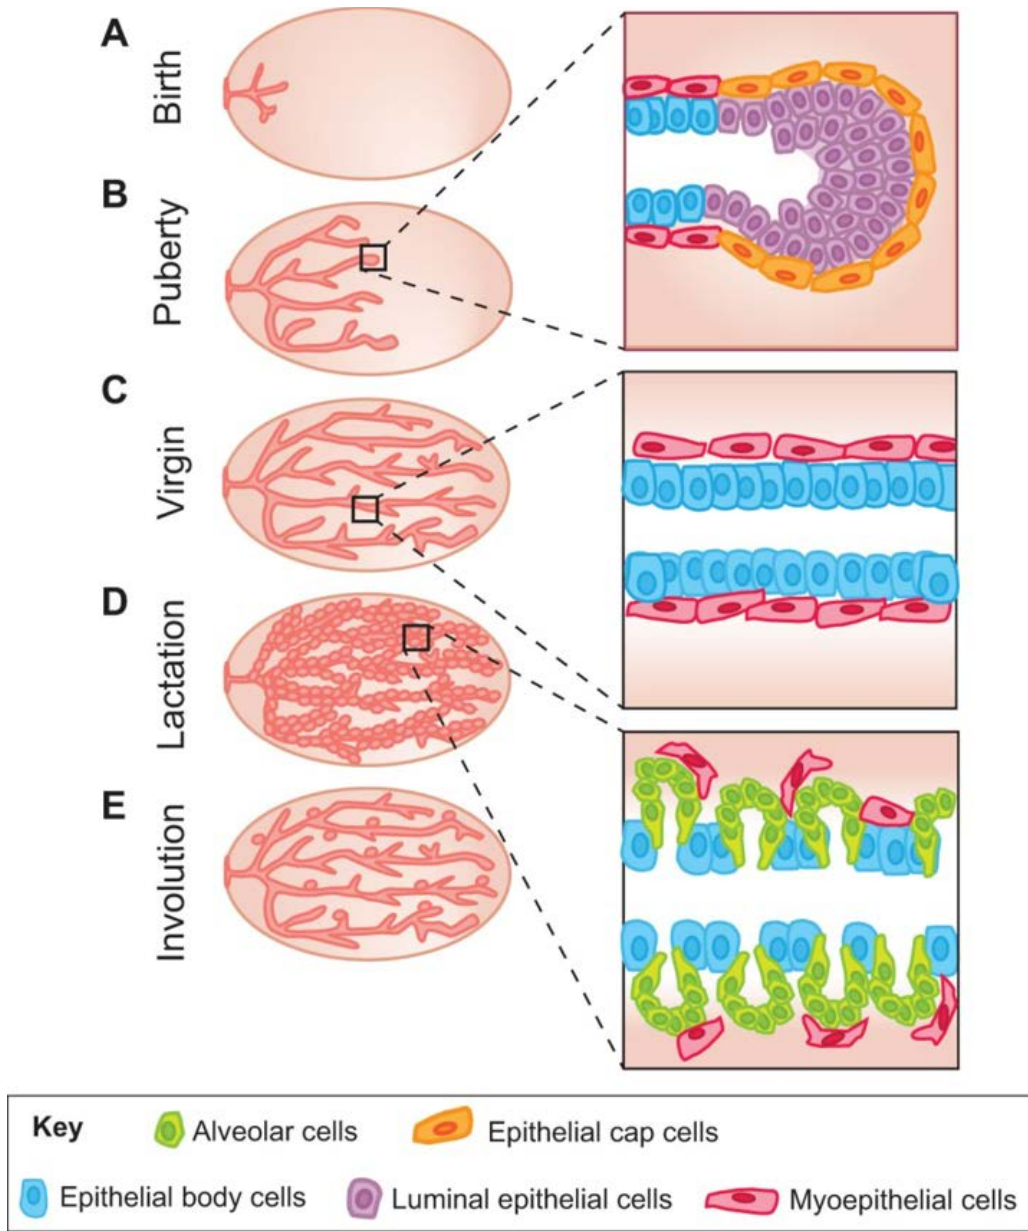 A
Birth
B
Puberty
C
Virgin
D
Lactation
E
Involution
Key
Alveolar cells
Epithelial cap cells
Epithelial body cells
Luminal epithelial cells
Myoepithelial cells